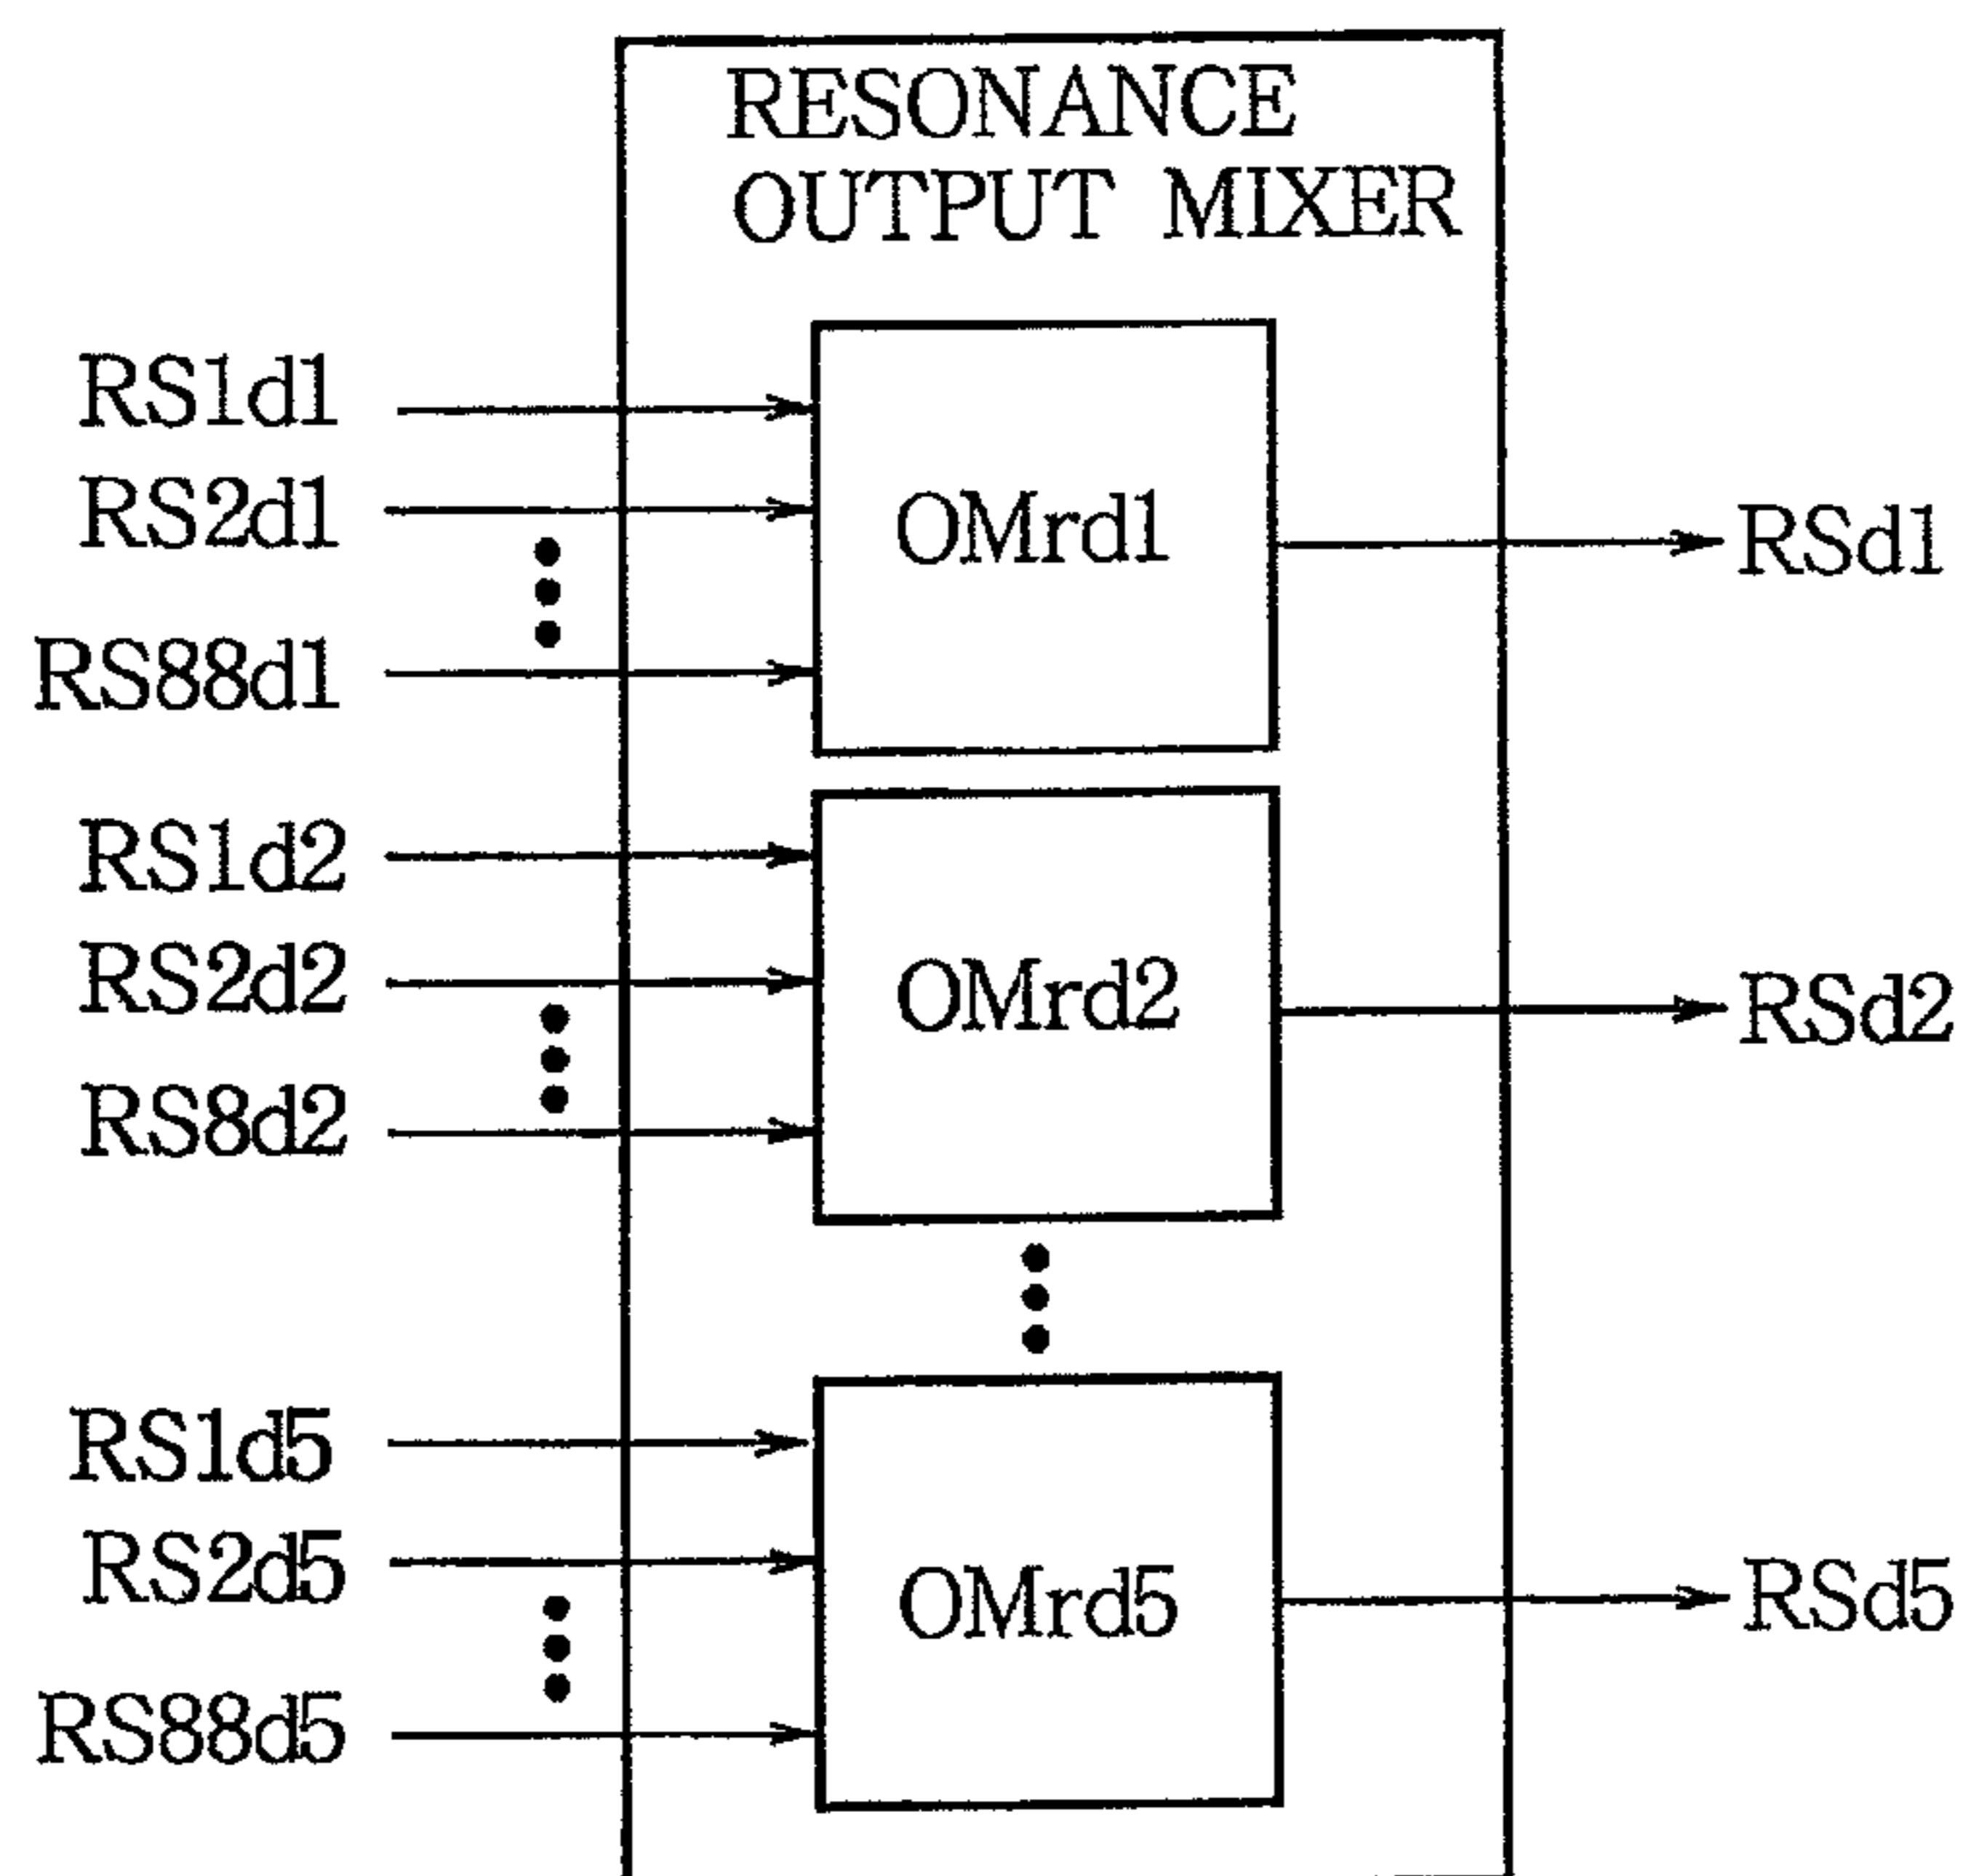 RESONANCE
OUTPUT MIXER
RS1d1
RS2d1
RS88d1
OMrd1
RSd1
RS1d2
RS2d2
RS8d2
OMrd2
RSd2
RS1d5
RS2d5
RS88d5
OMrd5
RSd5